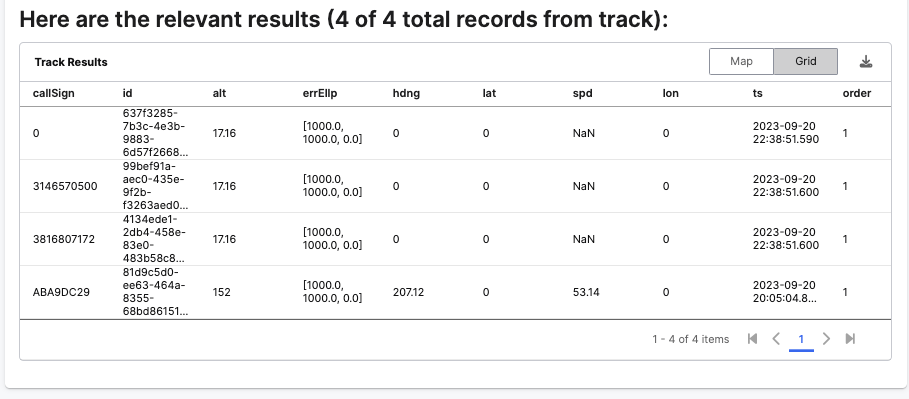 Here are the relevant results (4 of 4 total records from track):
Track Results Map Grid
callSign id alt errEllp hdng lat spd lon ts order
637f3285-
7b3c-4e3b-
0 9883- 17.16 [1000.0, 1000.0, 0.0] 0 0 NaN 0 2023-09-20 22:38:51.590 1
6d57f2668...
99bef91a-
aec0-435e-
3146570500 9f2b- 17.16 [1000.0, 1000.0, 0.0] 0 0 NaN 0 2023-09-20 22:38:51.600 1
f3263aed0...
4134ede1-
2db4-458e-
3816807172 83e0- 17.16 [1000.0, 1000.0, 0.0] 0 0 NaN 0 2023-09-20 22:38:51.600 1
483b58c8...
81d9c5d0-
ee63-464a-
ABA9DC29 8355- 152 [1000.0, 1000.0, 0.0] 207.12 0 53.14 0 2023-09-20 20:05:04.8... 1
68bd86151...
1 - 4 of 4 items 1